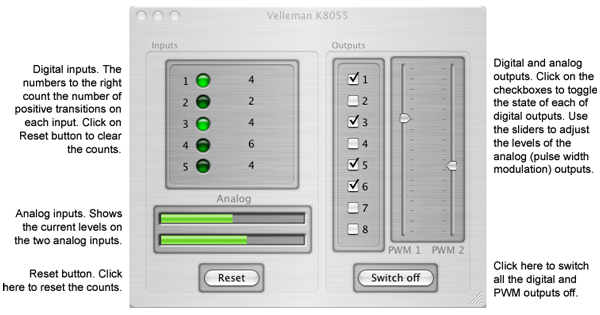 Velleman K8055
Inputs
Outputs
Digital inputs. The
numbers to the right
count the number of
positive transitions on
each input. Click on
Reset button to clear
the counts.
1 4
2 2
3 4
4 6
5 4
Analog
Analog inputs. Shows
the current levels on
the two analog inputs.
Reset button. Click
here to reset the counts.
Reset
1
2
3
4
5
6
7
8
PWM 1 PWM 2
Switch off
Digital and analog
outputs. Click on the
checkboxes to toggle
the state of each of
digital outputs. Use
the sliders to adjust
the levels of the
analog (pulse width
modulation) outputs.
Click here to switch
all the digital and
PWM outputs off.